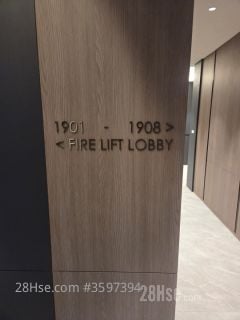 1901 - 1908 >
< FIRE LIFT LOBBY
28Hse.com #3597394
28Hse.com